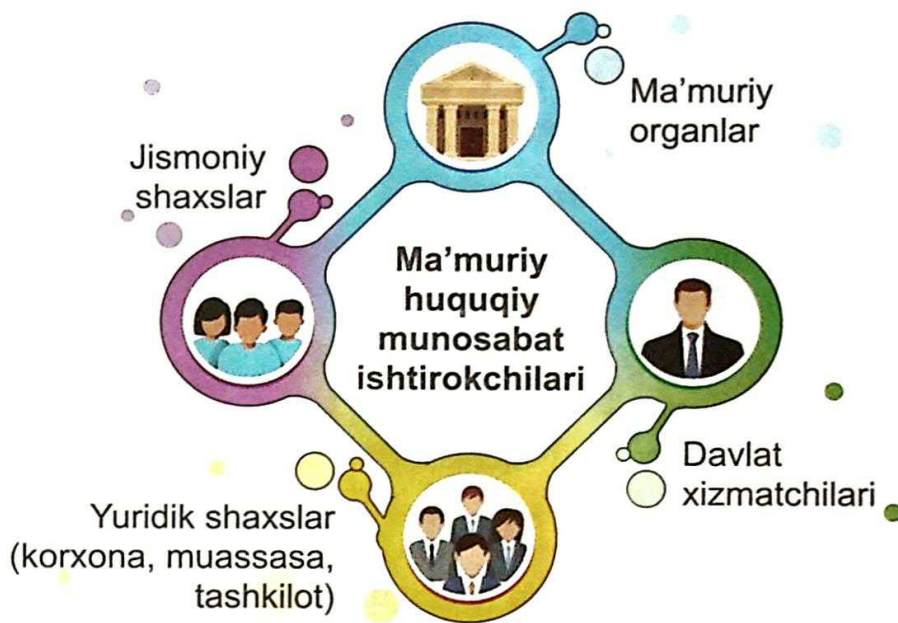 Ma’muriy
organlar
Jismoniy
shaxslar
Ma’muriy
huquqiy
munosabat
ishtirokchilari
Davlat
xizmatchilari
Yuridik shaxslar
(korxona, muassasa,
tashkilot)